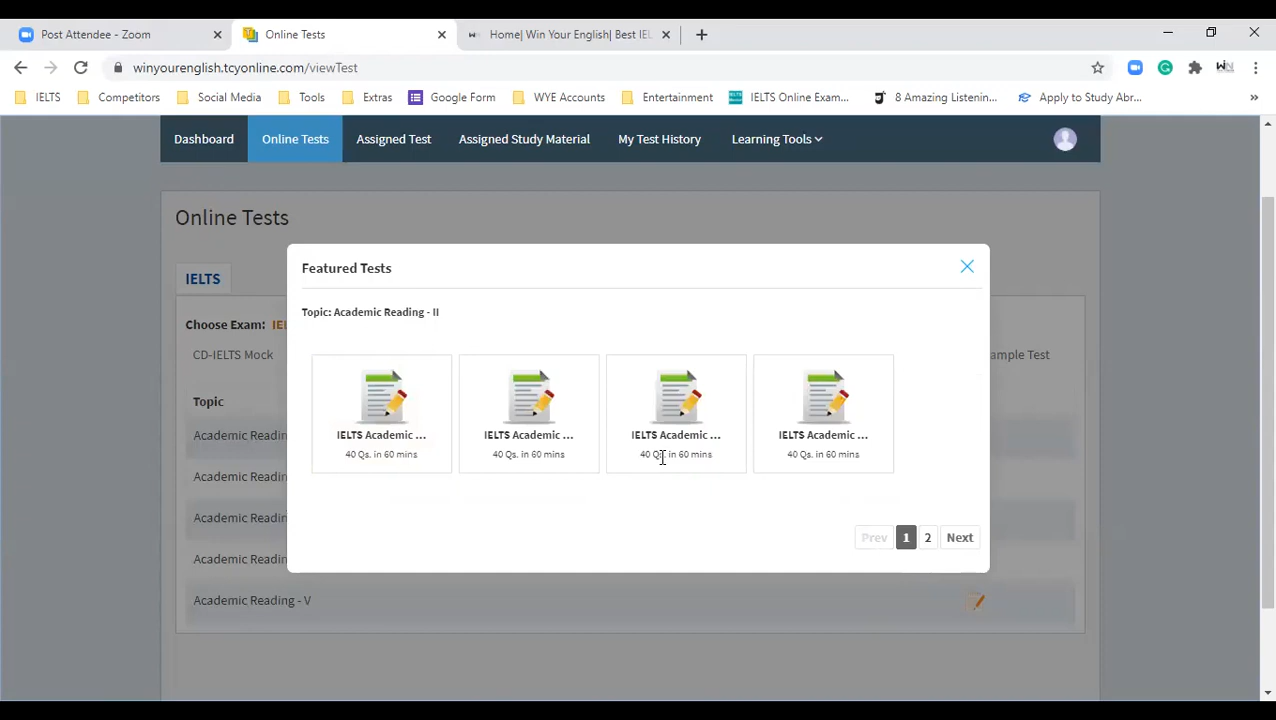 Post Attendee - Zoom
Online Tests
Home| Win Your English| Best IEL
winyourenglish.tcyonline.com/viewTest
IELTS
Competitors
Social Media
Tools
Extras
Google Form
WYE Accounts
Entertainment
IELTS Online Exam...
8 Amazing Listenin...
Apply to Study Abr...
Dashboard
Online Tests
Assigned Test
Assigned Study Material
My Test History
Learning Tools
Online Tests
IELTS
Featured Tests
Topic: Academic Reading - II
Choose Exam: IE
CD-IELTS Mock
ample Test
Topic
Academic Readin
Academic Readin
Academic Readin
Academic Readin
Academic Reading - V
IELTS Academic ...
40 Qs. in 60 mins
IELTS Academic ...
40 Qs. in 60 mins
IELTS Academic ...
40 Qs. in 60 mins
IELTS Academic ...
40 Qs. in 60 mins
Prev 1 2 Next